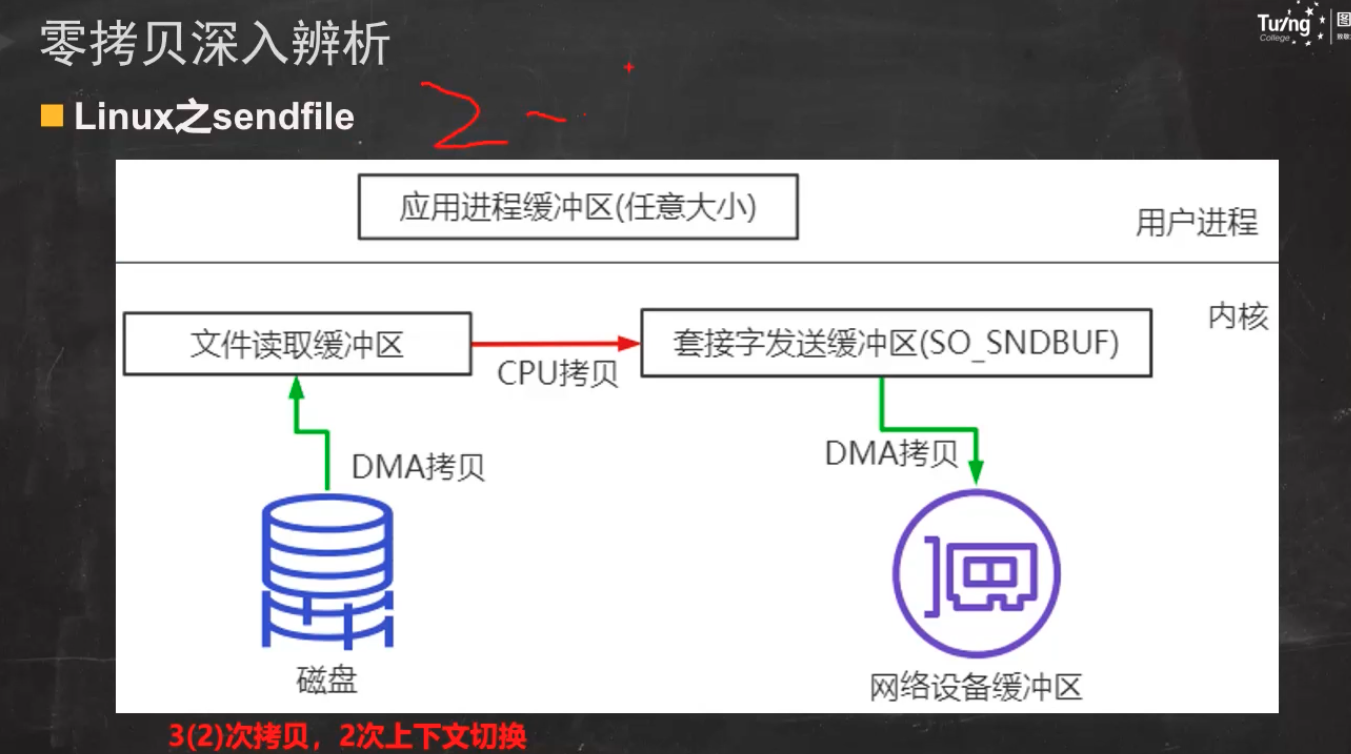 零拷贝深入辨析
Tuling
College
图
Linux之sendfile
2~
应用进程缓冲区(任意大小)
用户进程
内核
文件读取缓冲区
CPU拷贝
套接字发送缓冲区(SO_SNDBUF)
DMA拷贝
DMA拷贝
磁盘
网络设备缓冲区
3(2)次拷贝，2次上下文切换